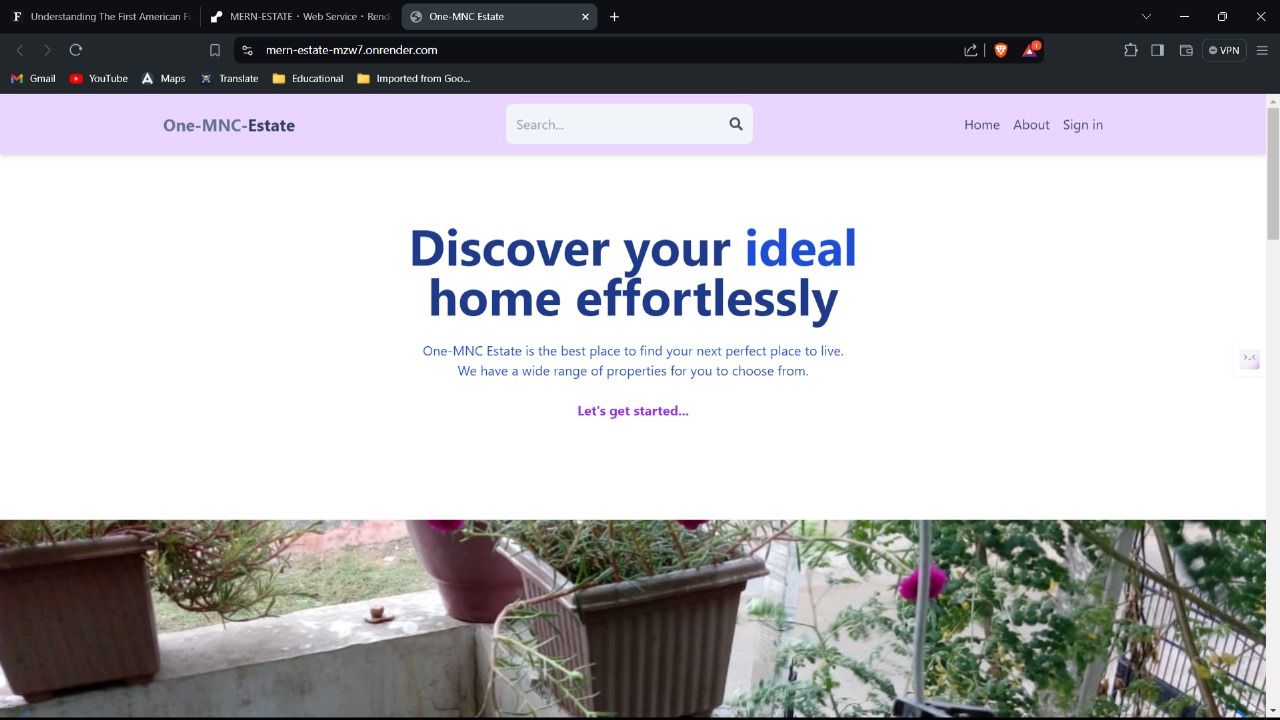 Understanding The First American Fi
MERN-ESTATE · Web Service · Rend
One-MNC Estate
mern-estate-mzw7.onrender.com
1
VPN
Gmail
YouTube
Maps
Translate
Educational
Imported from Goo...
One-MNC-Estate
Search...
Home
About
Sign in
Discover your ideal
home effortlessly
One-MNC Estate is the best place to find your next perfect place to live.
We have a wide range of properties for you to choose from.
Let's get started...